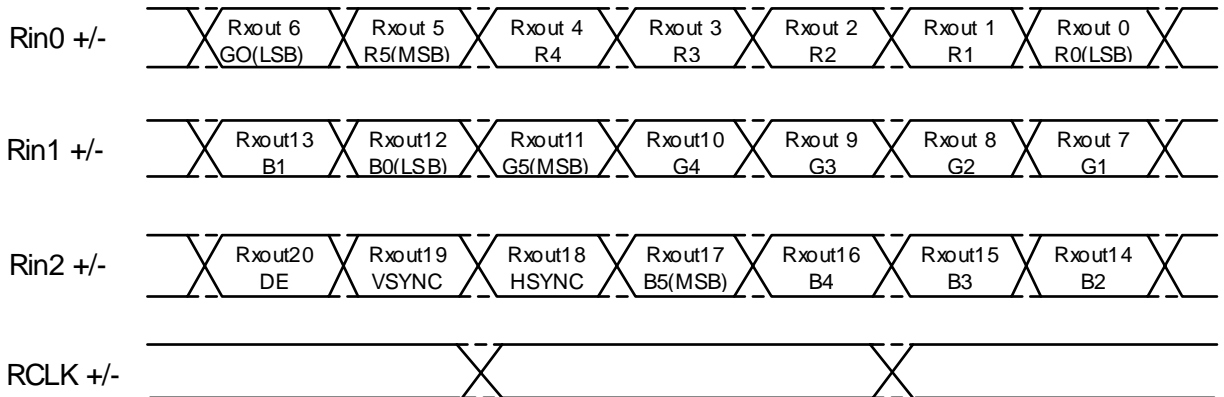 Rin0 +/-
Rxout 6 Rxout 5 Rxout 4 Rxout 3 Rxout 2 Rxout 1 Rxout 0
GO(LSB) R5(MSB) R4 R3 R2 R1 R0(LSB)
Rin1 +/-
Rxout13 Rxout12 Rxout11 Rxout10 Rxout 9 Rxout 8 Rxout 7
B1 B0(LSB) G5(MSB) G4 G3 G2 G1
Rin2 +/-
Rxout20 Rxout19 Rxout18 Rxout17 Rxout16 Rxout15 Rxout14
DE VSYNC HSYNC B5(MSB) B4 B3 B2
RCLK +/-